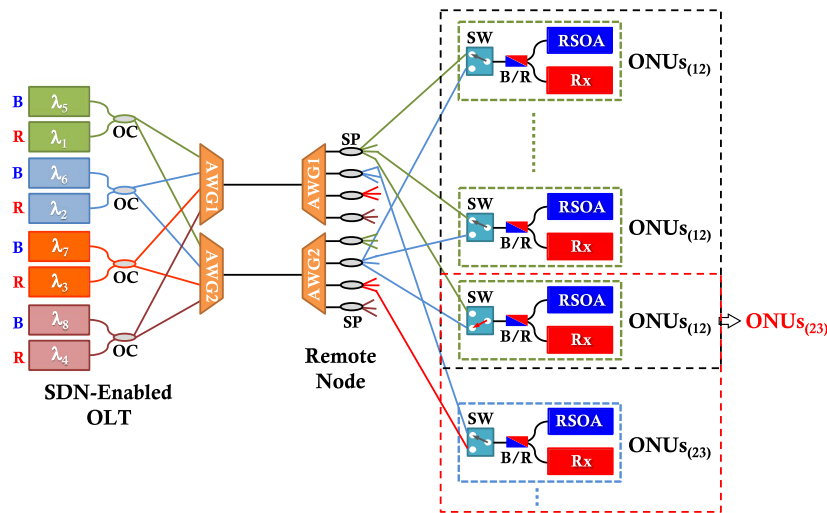 B λ5
R λ1
OC
B λ6
R λ2
OC
B λ7
R λ3
OC
B λ8
R λ4
OC
SDN-Enabled
OLT
AWG1
AWG2
AWG1
AWG2
SP
SP
Remote
Node
SW
B/R
RSOA
Rx
ONUs(12)
SW
B/R
RSOA
Rx
ONUs(12)
SW
B/R
RSOA
Rx
ONUs(12)
ONUs(23)
SW
B/R
RSOA
Rx
ONUs(23)